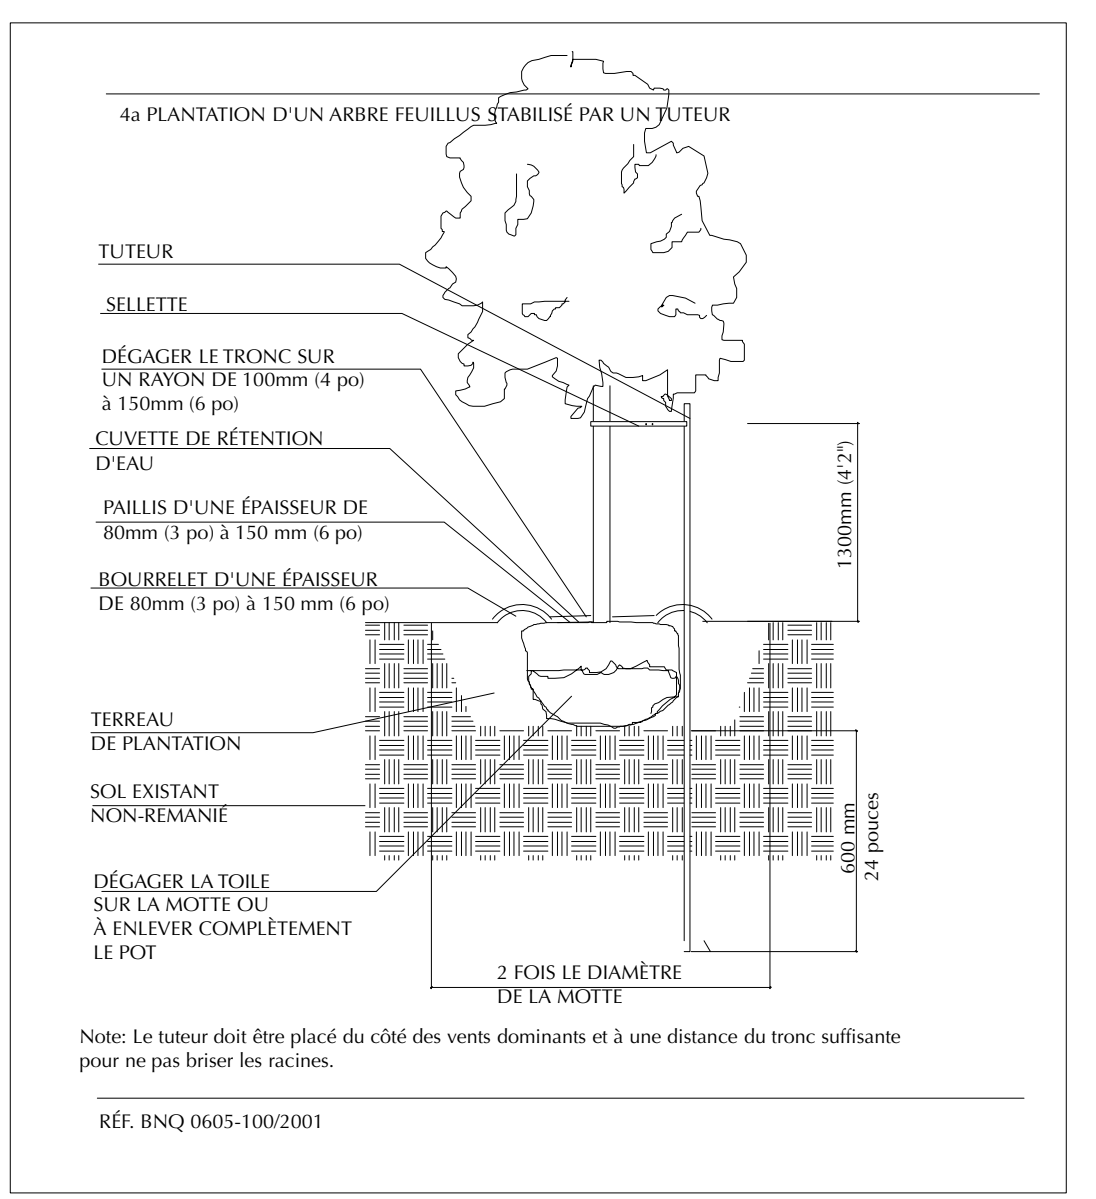 4a PLANTATION D'UN ARBRE FEUILLUS STABILISÉ PAR UN TUTEUR
TUTEUR
SELLETTE
DÉGAGER LE TRONC SUR
UN RAYON DE 100mm (4 po)
à 150mm (6 po)
CUVETTE DE RÉTENTION
D'EAU
PAILLIS D'UNE ÉPAISSEUR DE
80mm (3 po) à 150 mm (6 po)
BOURRELET D'UNE ÉPAISSEUR
DE 80mm (3 po) à 150 mm (6 po)
1300mm (4'2")
TERREAU
DE PLANTATION
SOL EXISTANT
NON-REMANIÉ
600 mm
24 pouces
DÉGAGER LA TOILE
SUR LA MOTTE OU
À ENLEVER COMPLÈTEMENT
LE POT
2 FOIS LE DIAMÈTRE
DE LA MOTTE
Note: Le tuteur doit être placé du côté des vents dominants et à une distance du tronc suffisante
pour ne pas briser les racines.
RÉF. BNQ 0605-100/2001